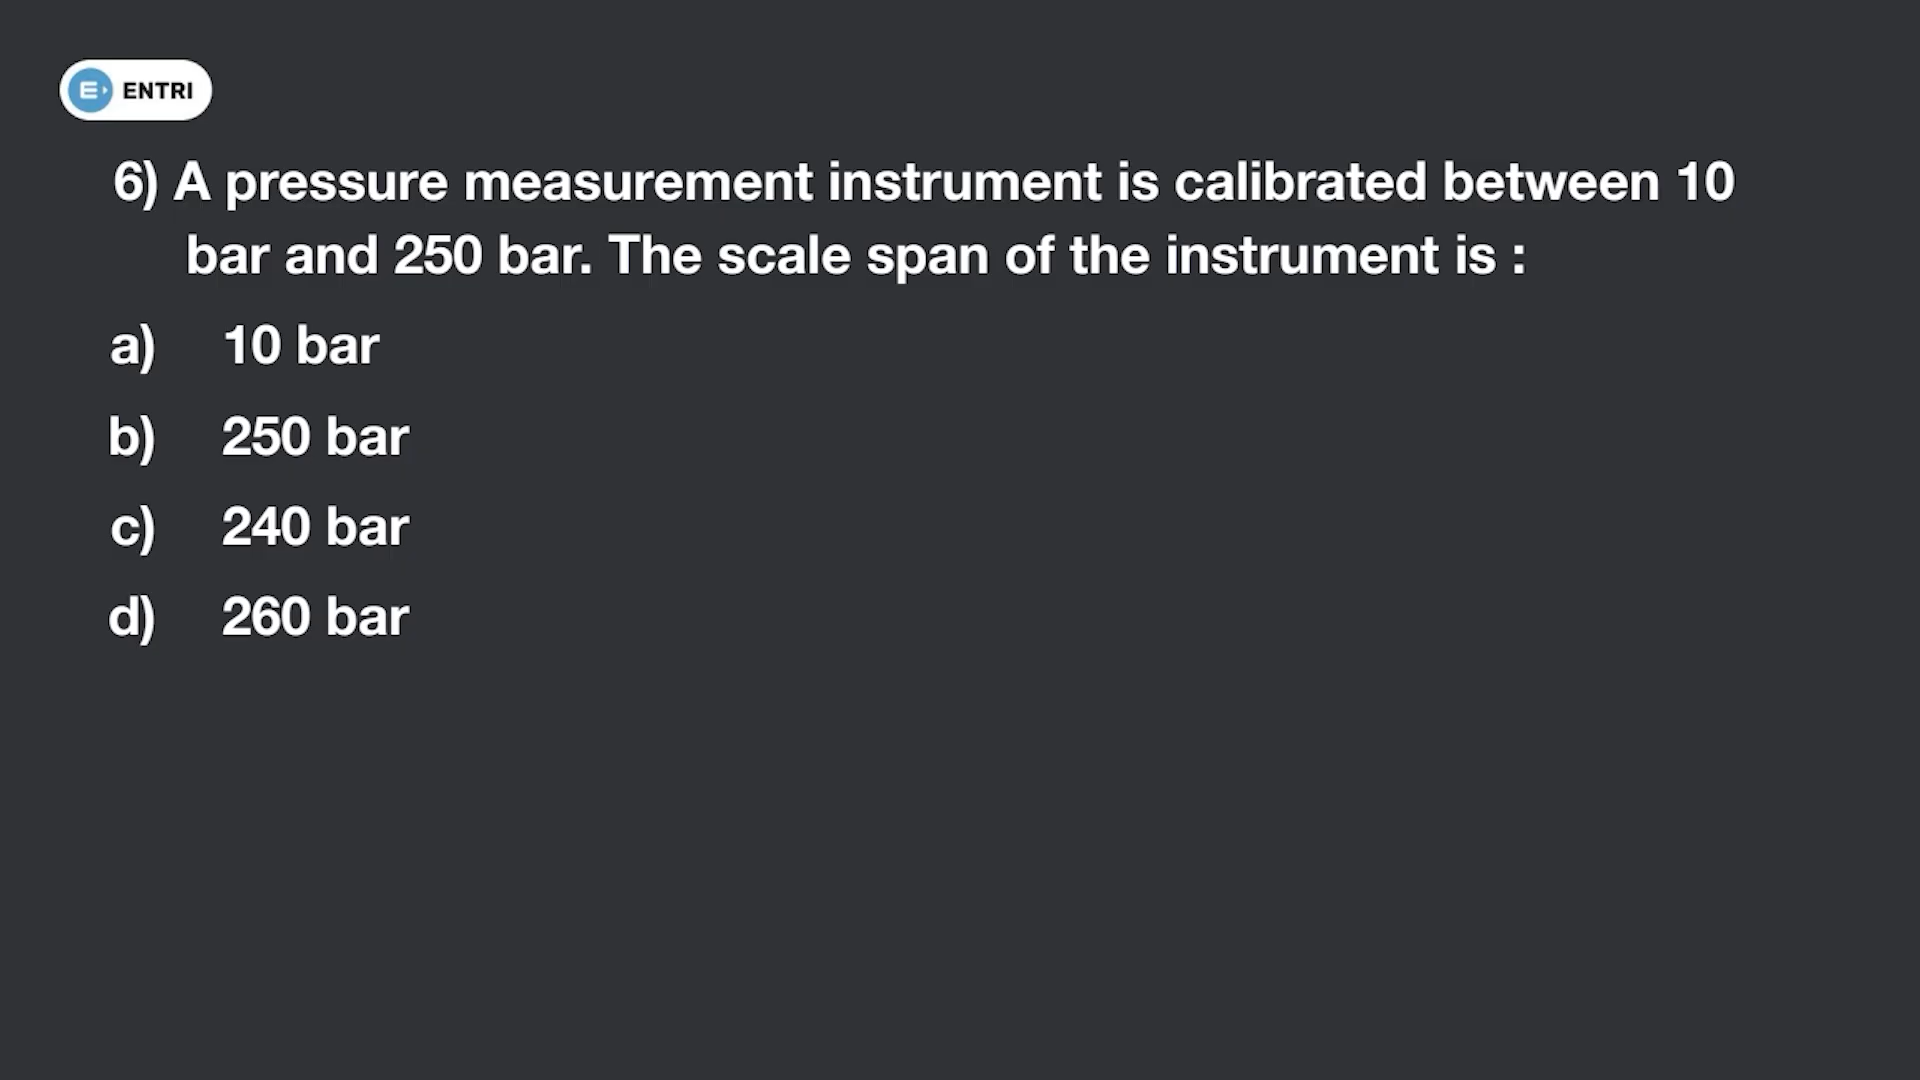 ENTRI
6) A pressure measurement instrument is calibrated between 10
bar and 250 bar. The scale span of the instrument is :
a) 10 bar
b) 250 bar
c) 240 bar
d) 260 bar